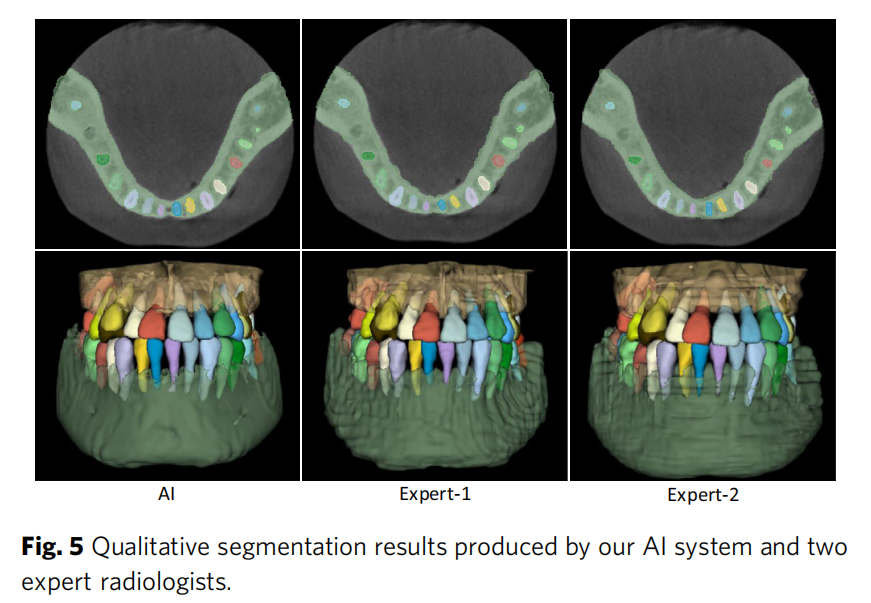 AI
Expert-1
Expert-2
Fig. 5 Qualitative segmentation results produced by our AI system and two
expert radiologists.